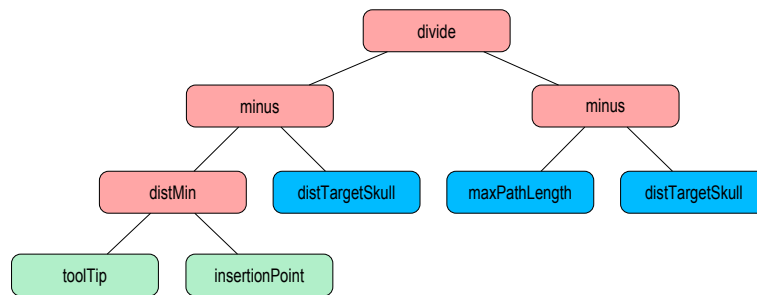 divide
minus
minus
distMin
distTargetSkull
maxPathLength
distTargetSkull
toolTip
insertionPoint